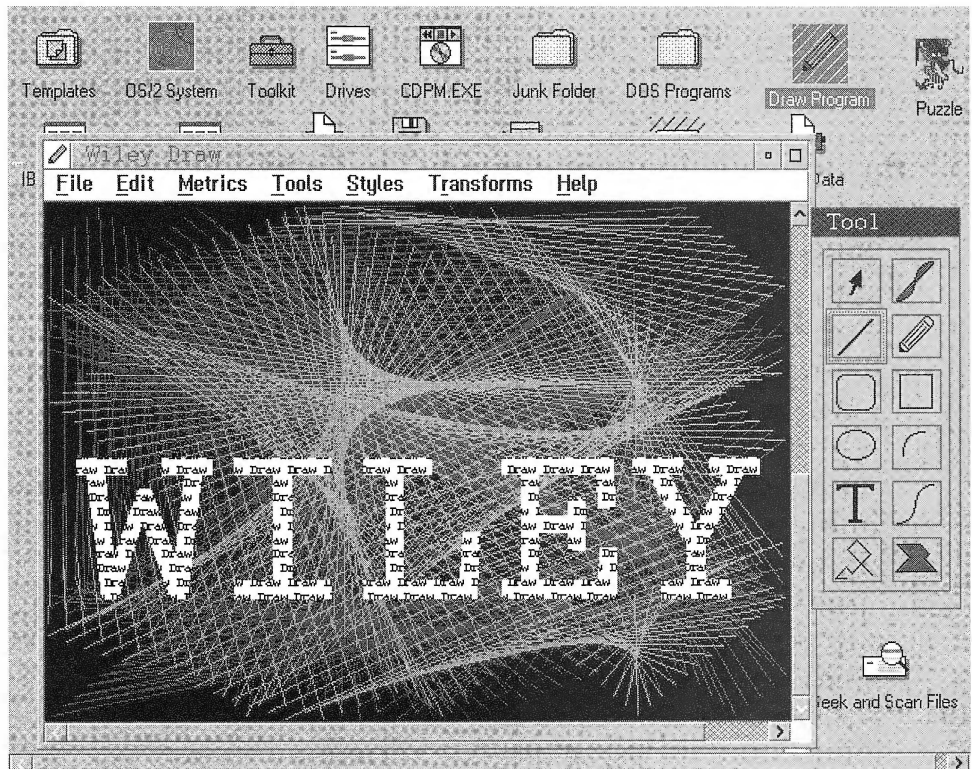 Templates OS/2 System Toolkit Drives CDPM.EXE Junk Folder DOS Programs Draw Program Puzzle
Wiley Draw
IB
File Edit Metrics Tools Styles Transforms Help
Data
Tool
T
WILEY
Seek and Scan Files